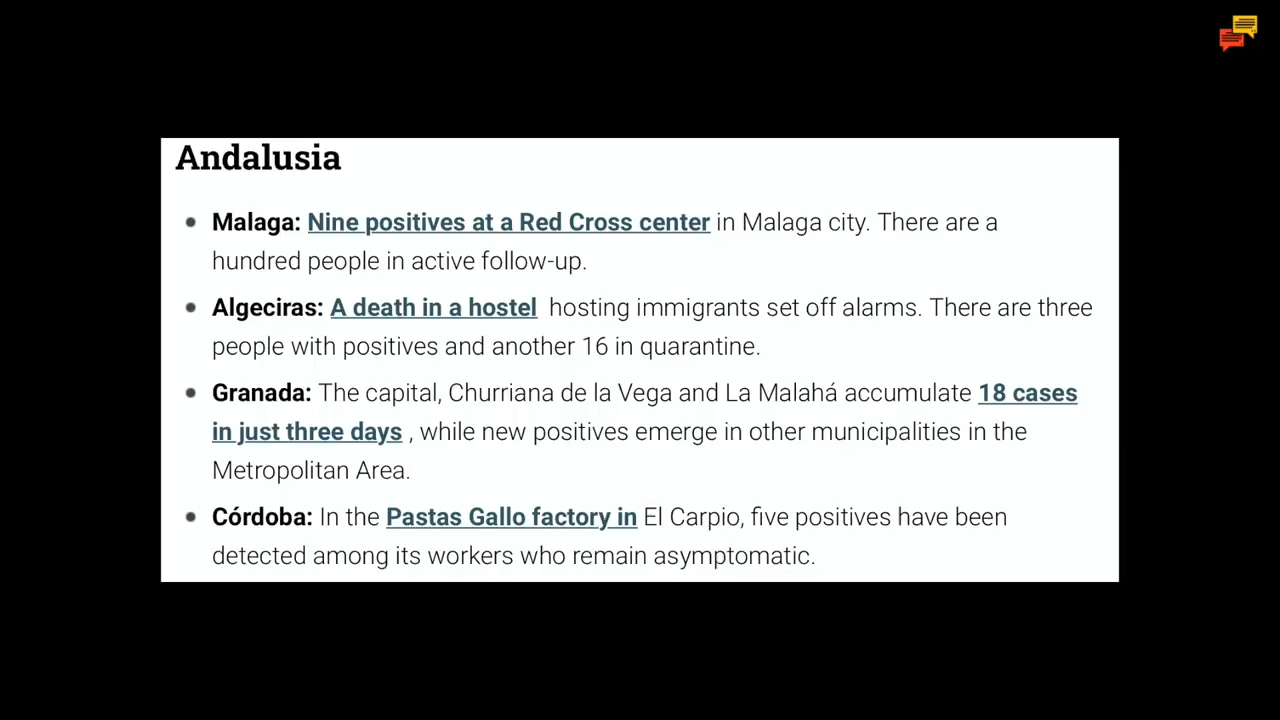 Andalusia
Malaga: Nine positives at a Red Cross center in Malaga city. There are a
hundred people in active follow-up.
Algeciras: A death in a hostel  hosting immigrants set off alarms. There are three
people with positives and another 16 in quarantine.
Granada: The capital, Churriana de la Vega and La Malahá accumulate 18 cases
in just three days , while new positives emerge in other municipalities in the
Metropolitan Area.
Córdoba: In the Pastas Gallo factory in El Carpio, five positives have been
detected among its workers who remain asymptomatic.